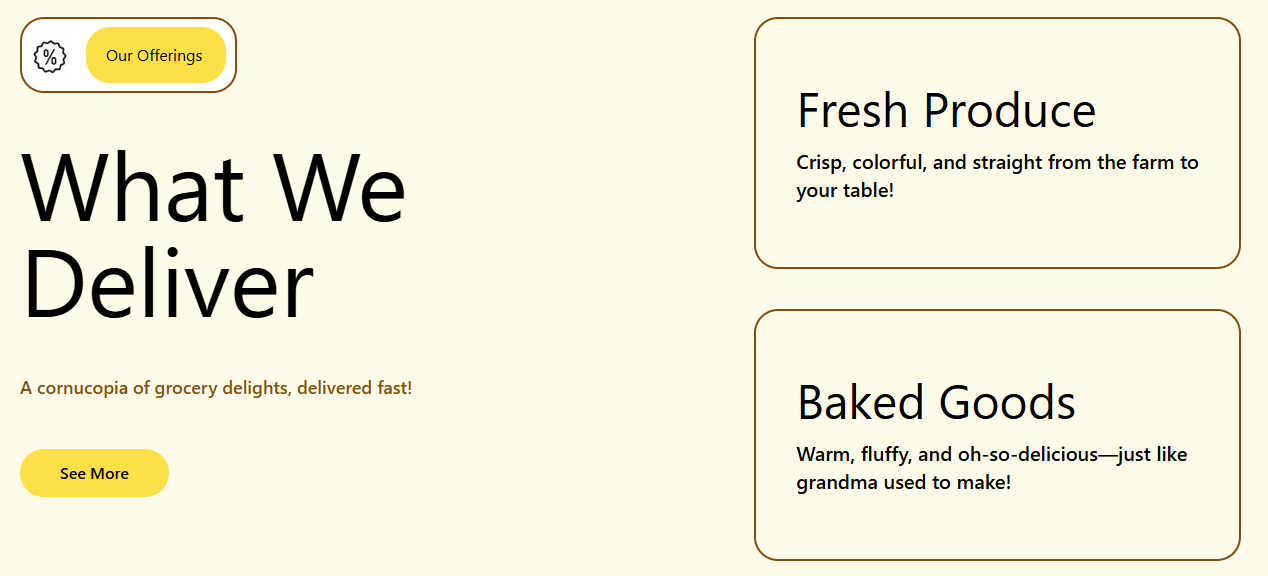 %
Our Offerings
What We
Deliver
A cornucopia of grocery delights, delivered fast!
See More
Fresh Produce
Crisp, colorful, and straight from the farm to
your table!
Baked Goods
Warm, fluffy, and oh-so-delicious—just like
grandma used to make!